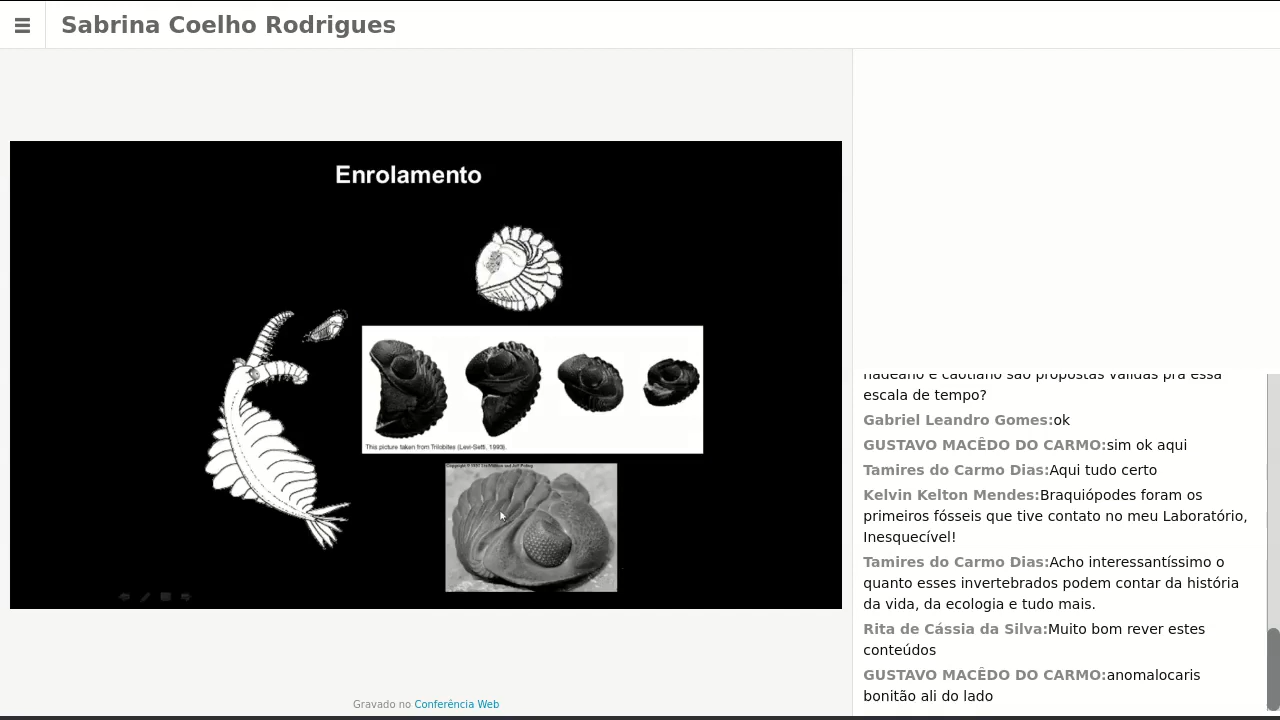 Sabrina Coelho Rodrigues
Enrolamento
This picture taken from Trilobites (Levi-Setti, 1993).
Gravado no Conferência Web
hadeano e caotiano são propostas válidas pra essa
escala de tempo?
Gabriel Leandro Gomes:ok
GUSTAVO MACÊDO DO CARMO:sim ok aqui
Tamires do Carmo Dias:Aqui tudo certo
Kelvin Kelton Mendes:Braquiópodes foram os
primeiros fósseis que tive contato no meu Laboratório,
Inesquecível!
Tamires do Carmo Dias:Acho interessantíssimo o
quanto esses invertebrados podem contar da história
da vida, da ecologia e tudo mais.
Rita de Cássia da Silva:Muito bom rever estes
conteúdos
GUSTAVO MACÊDO DO CARMO:anomalocaris
bonitão ali do lado